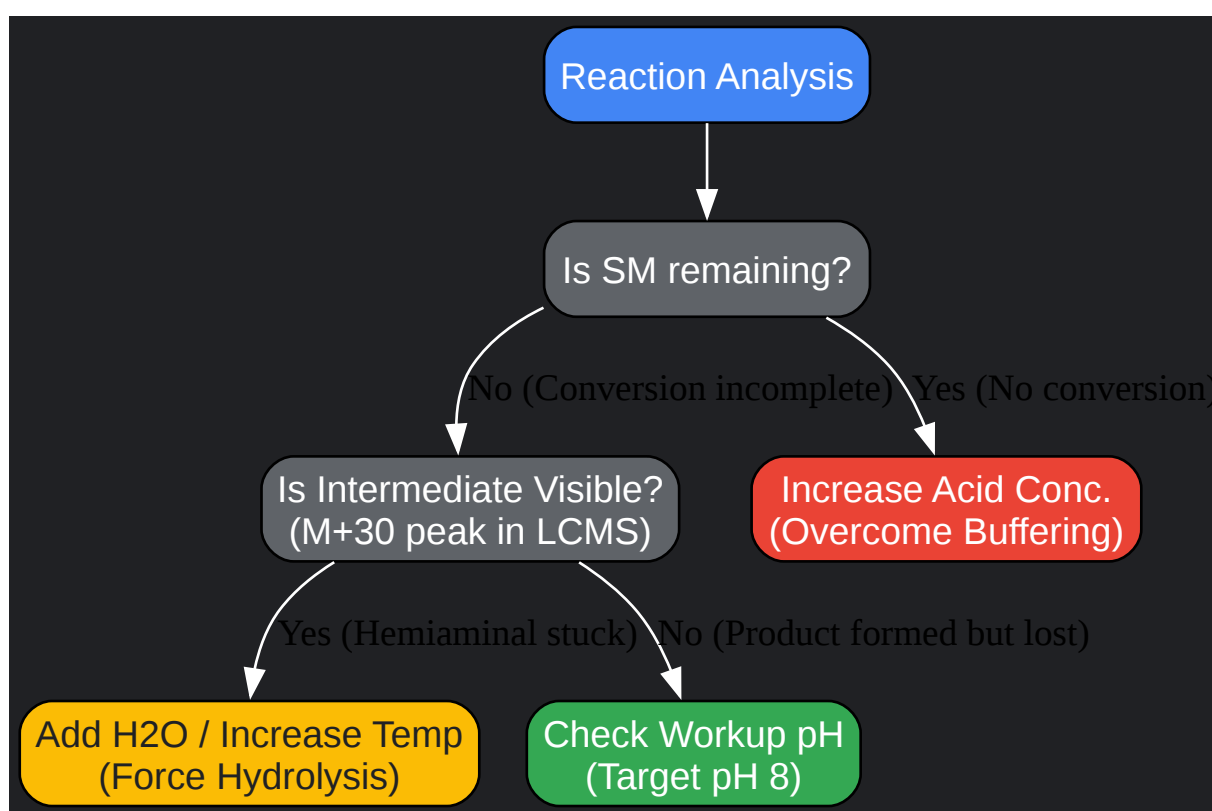 Reaction Analysis
Is SM remaining?
No (Conversion incomplete)
Yes (No conversion)
Is Intermediate Visible?
(M+30 peak in LCMS)
Increase Acid Conc.
(Overcome Buffering)
Yes (Hemiaminal stuck)
No (Product formed but lost)
Add H2O / Increase Temp
(Force Hydrolysis)
Check Workup pH
(Target pH 8)